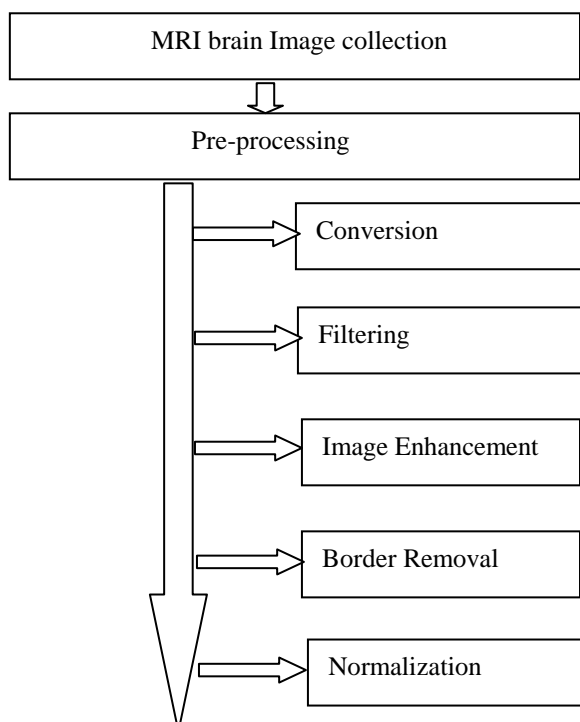 MRI brain Image collection
Pre-processing
Conversion
Filtering
Image Enhancement
Border Removal
Normalization